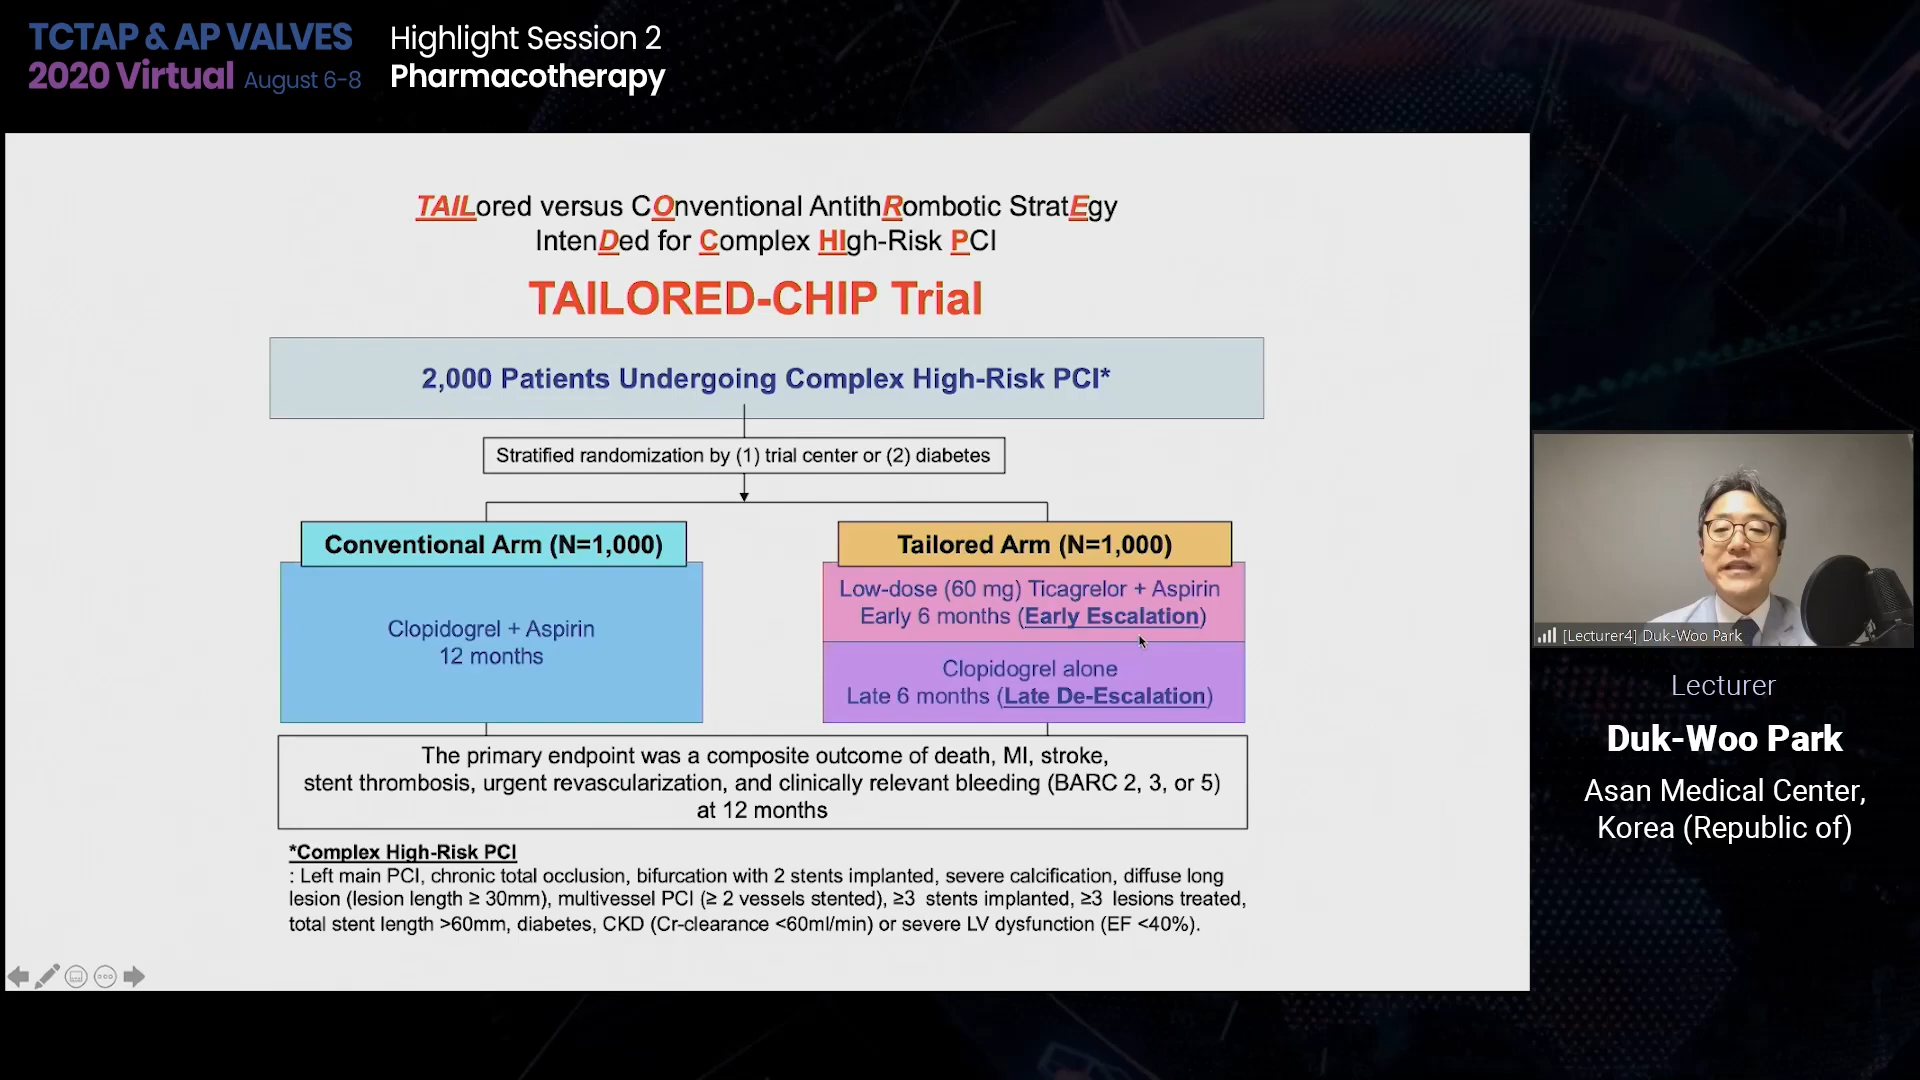 TCTAP & AP VALVES
2020 Virtual August 6-8
Highlight Session 2
Pharmacotherapy
TAILored versus COnventional AntithRombotic StratEgy
IntenDed for Complex HIgh-Risk PCI
TAILORED-CHIP Trial
2,000 Patients Undergoing Complex High-Risk PCI*
Stratified randomization by (1) trial center or (2) diabetes
Conventional Arm (N=1,000)
Clopidogrel + Aspirin
12 months
Tailored Arm (N=1,000)
Low-dose (60 mg) Ticagrelor + Aspirin
Early 6 months (Early Escalation)
Clopidogrel alone
Late 6 months (Late De-Escalation)
The primary endpoint was a composite outcome of death, MI, stroke,
stent thrombosis, urgent revascularization, and clinically relevant bleeding (BARC 2, 3, or 5)
at 12 months
*Complex High-Risk PCI
: Left main PCI, chronic total occlusion, bifurcation with 2 stents implanted, severe calcification, diffuse long
lesion (lesion length ≥ 30mm), multivessel PCI (≥ 2 vessels stented), ≥3 stents implanted, ≥3 lesions treated,
total stent length >60mm, diabetes, CKD (Cr-clearance <60ml/min) or severe LV dysfunction (EF <40%).
[Lecturer4] Duk-Woo Park
Lecturer
Duk-Woo Park
Asan Medical Center,
Korea (Republic of)